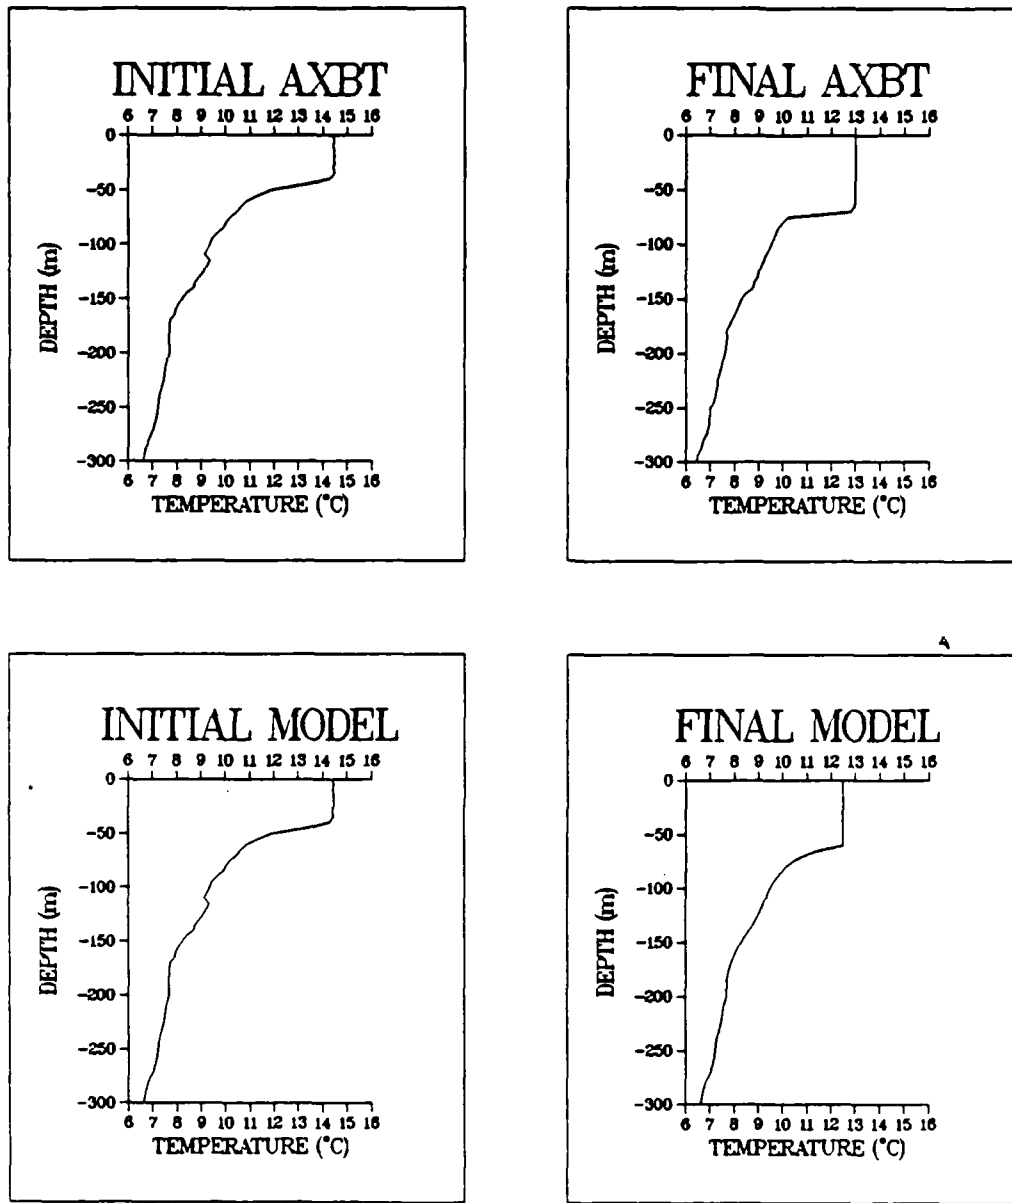 INITIAL AXBT
6 7 8 9 10 11 12 13 14 15 16
0
-50
-100
-150
-200
-250
-300
DEPTH (m)
6 7 8 9 10 11 12 13 14 15 16
TEMPERATURE (°C)
FINAL AXBT
6 7 8 9 10 11 12 13 14 15 16
0
-50
-100
-150
-200
-250
-300
DEPTH (m)
6 7 8 9 10 11 12 13 14 15 16
TEMPERATURE (°C)
INITIAL MODEL
6 7 8 9 10 11 12 13 14 15 16
0
-50
-100
-150
-200
-250
-300
DEPTH (m)
6 7 8 9 10 11 12 13 14 15 16
TEMPERATURE (°C)
FINAL MODEL
6 7 8 9 10 11 12 13 14 15 16
0
-50
-100
-150
-200
-250
-300
DEPTH (m)
6 7 8 9 10 11 12 13 14 15 16
TEMPERATURE (°C)